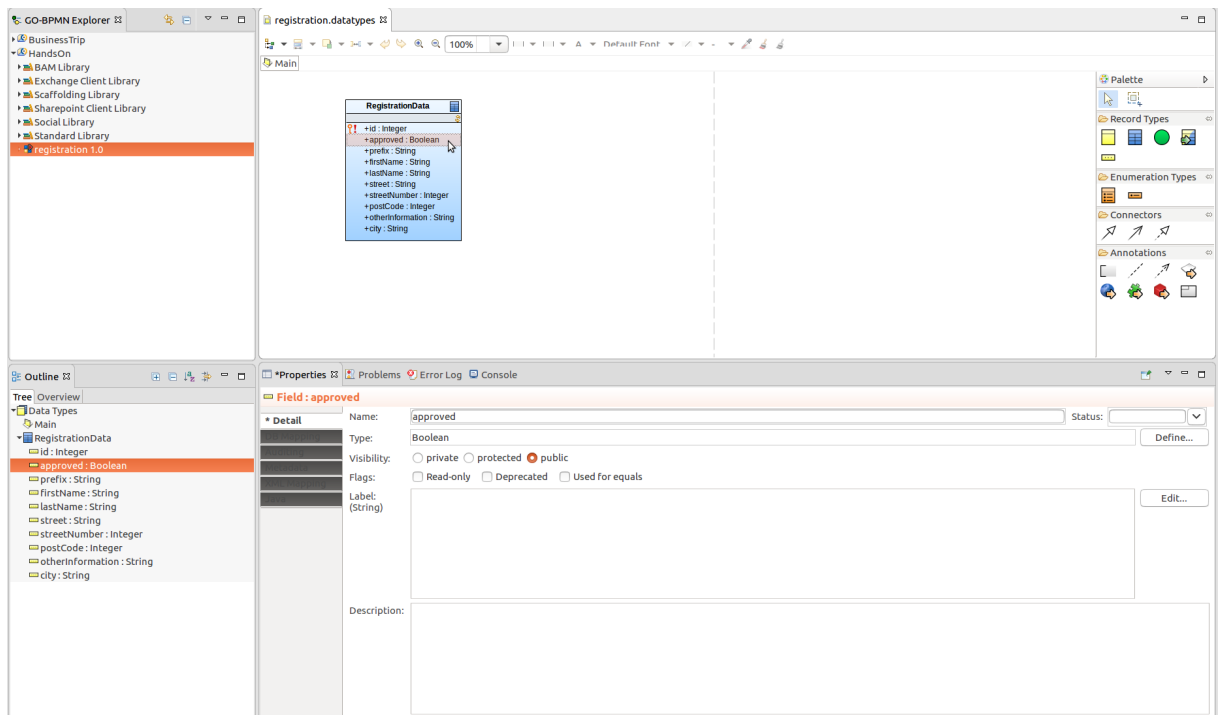 GO-BPMN Explorer
BusinessTrip
HandsOn
BAM Library
Exchange Client Library
Scaffolding Library
Sharepoint Client Library
Social Library
Standard Library
registration 1.0
registration.datatypes
100%
Default Font
Main
RegistrationData
+id : Integer
+approved : Boolean
+prefix : String
+firstName : String
+lastName : String
+street : String
+streetNumber : Integer
+postCode : Integer
+otherInformation : String
+city : String
Palette
Record Types
Enumeration Types
Connectors
Annotations
Outline
Tree Overview
Data Types
Main
RegistrationData
id : Integer
approved : Boolean
prefix : String
firstName : String
lastName : String
street : String
streetNumber : Integer
postCode : Integer
otherInformation : String
city : String
*Properties Problems Error Log Console
Field : approved
* Detail
Name: approved Status:
Type: Boolean Define...
Visibility: private protected public
Flags: Read-only Deprecated Used for equals
Label:
(String)
Edit...
Description: